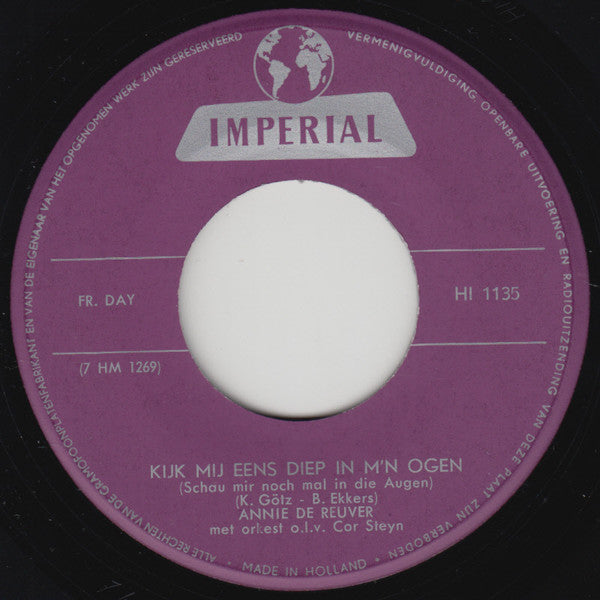 ALLE RECHTEN VAN DE GRAMOFOONPLATENFABRIKANT EN VAN DE EIGENAAR VAN HET OPGENOMEN WERK ZIJN GERESERVEERD
VERMENIGVULDIGING OPENBARE UITVOERING EN RADIOUITZENDING VAN DEZE PLAAT ZIJN VERBODEN
IMPERIAL
FR. DAY
HI 1135
(7 HM 1269)
KIJK MIJ EENS DIEP IN M'N OGEN
(Schau mir noch mal in die Augen)
(K. Götz - B. Ekkers)
ANNIE DE REUVER
met orkest o.l.v. Cor Steyn
MADE IN HOLLAND